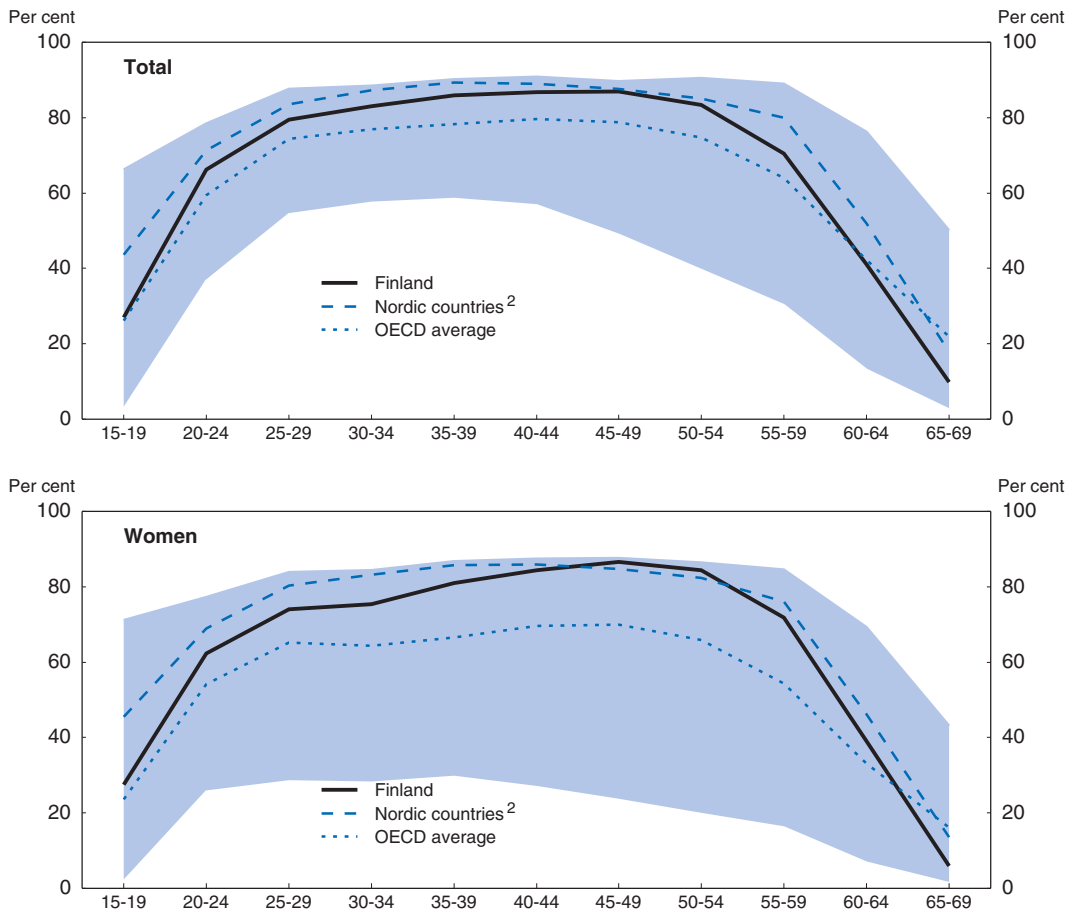 Per cent Per cent
100 100
Total
80 80
60 60
40 40
Finland
Nordic countries 2
20 OECD average 20
0 0
15-19 20-24 25-29 30-34 35-39 40-44 45-49 50-54 55-59 60-64 65-69
Per cent Per cent
100 100
Women
80 80
60 60
40 40
Finland
20 Nordic countries 2 20
OECD average
0 0
15-19 20-24 25-29 30-34 35-39 40-44 45-49 50-54 55-59 60-64 65-69